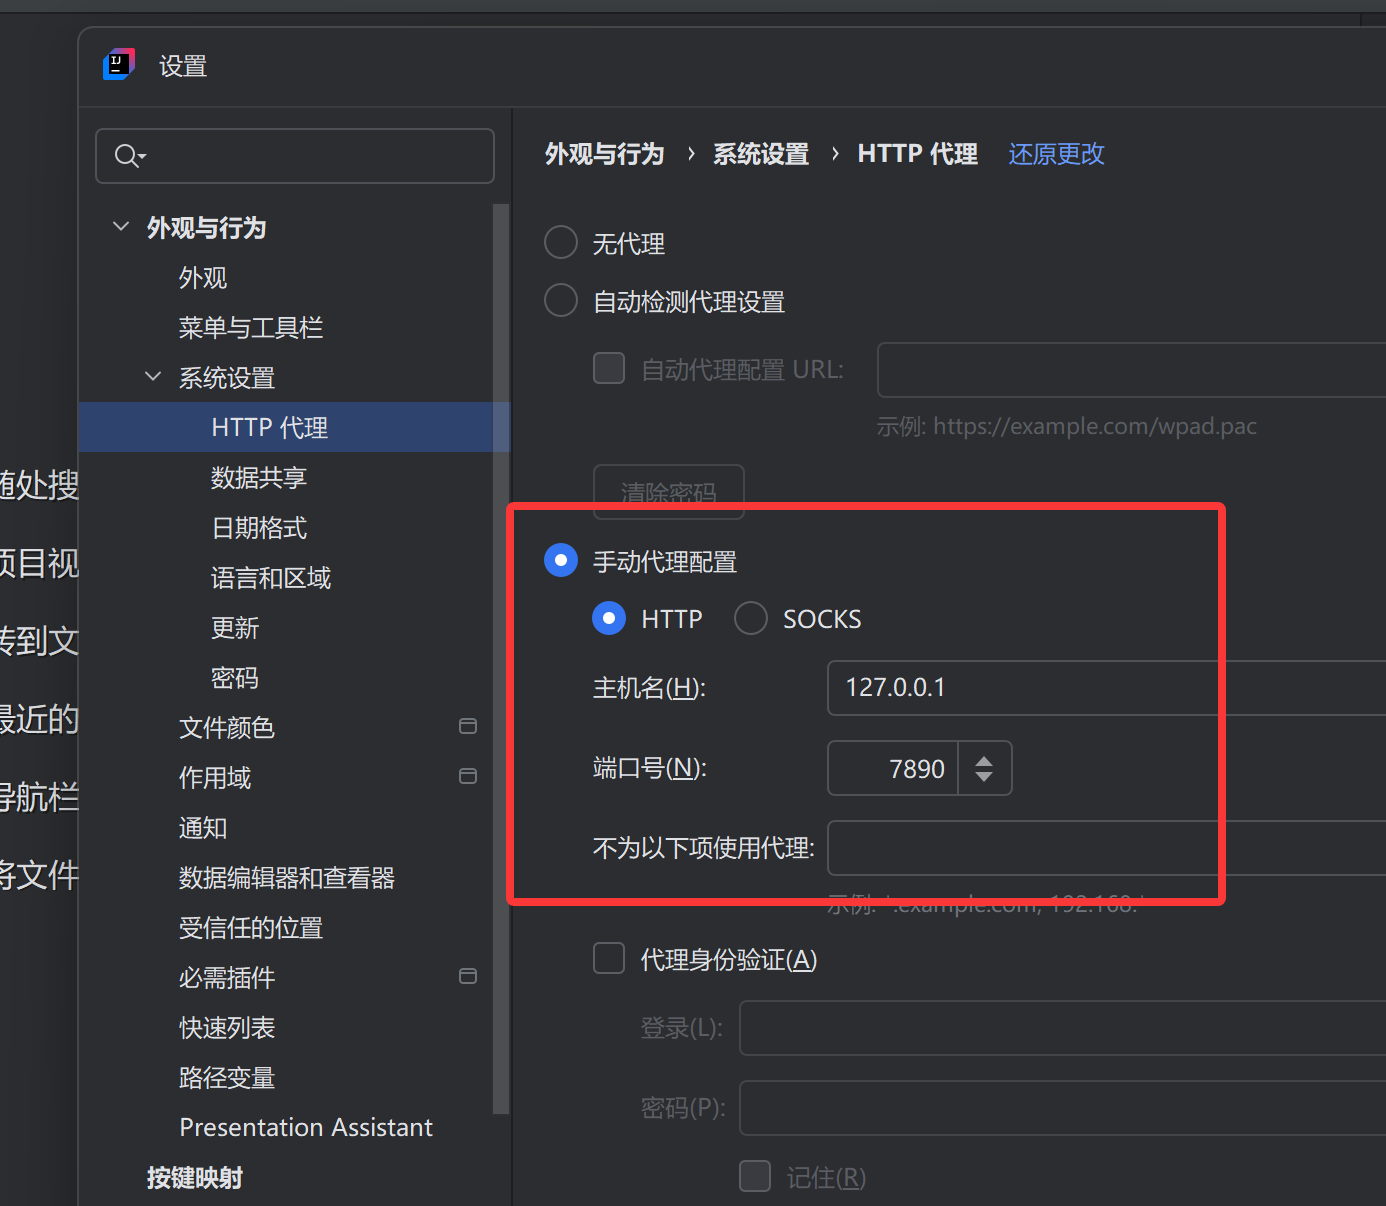 设置
外观与行为 › 系统设置 › HTTP 代理 还原更改
外观与行为
外观
菜单与工具栏
系统设置
HTTP 代理
数据共享
日期格式
语言和区域
更新
密码
文件颜色
作用域
通知
数据编辑器和查看器
受信任的位置
必需插件
快速列表
路径变量
Presentation Assistant
按键映射
无代理
自动检测代理设置
自动代理配置 URL:
示例: https://example.com/wpad.pac
清除密码
手动代理配置
HTTP SOCKS
主机名(H): 127.0.0.1
端口号(N): 7890
不为以下项使用代理:
示例: *.example.com, 192.168.*
代理身份验证(A)
登录(L):
密码(P):
记住(R)
随处搜
项目视
转到文
最近的
导航栏
将文件